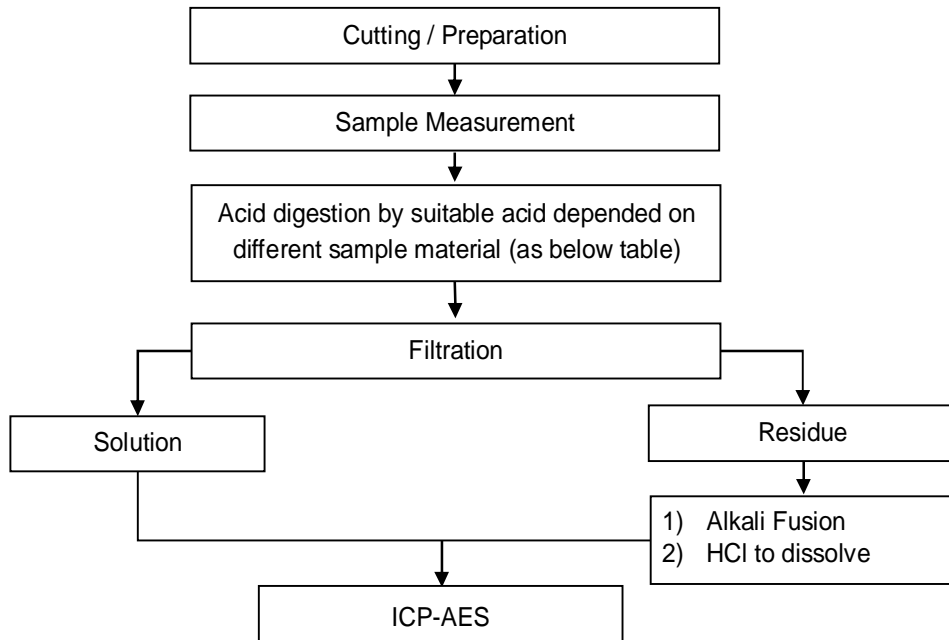 Cutting / Preparation
Sample Measurement
Acid digestion by suitable acid depended on
different sample material (as below table)
Filtration
Solution
Residue
1) Alkali Fusion
2) HCl to dissolve
ICP-AES